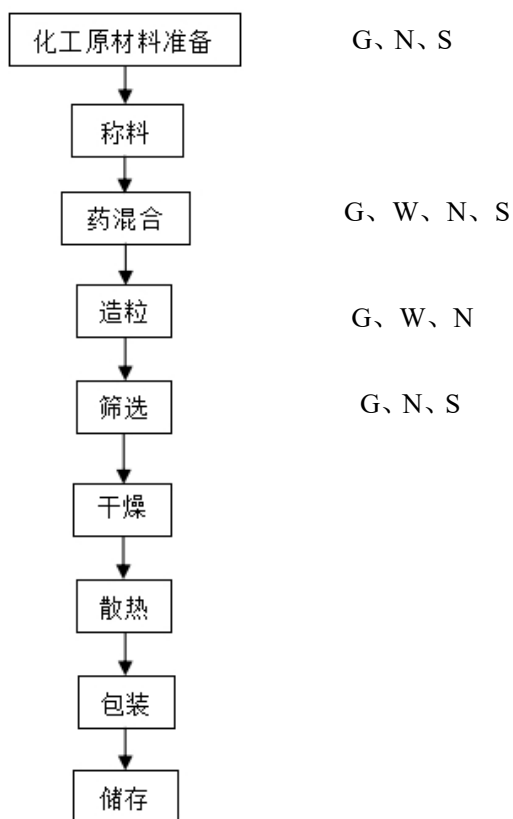 化工原材料准备 G、N、S
称料
药混合 G、W、N、S
造粒 G、W、N
筛选 G、N、S
干燥
散热
包装
储存